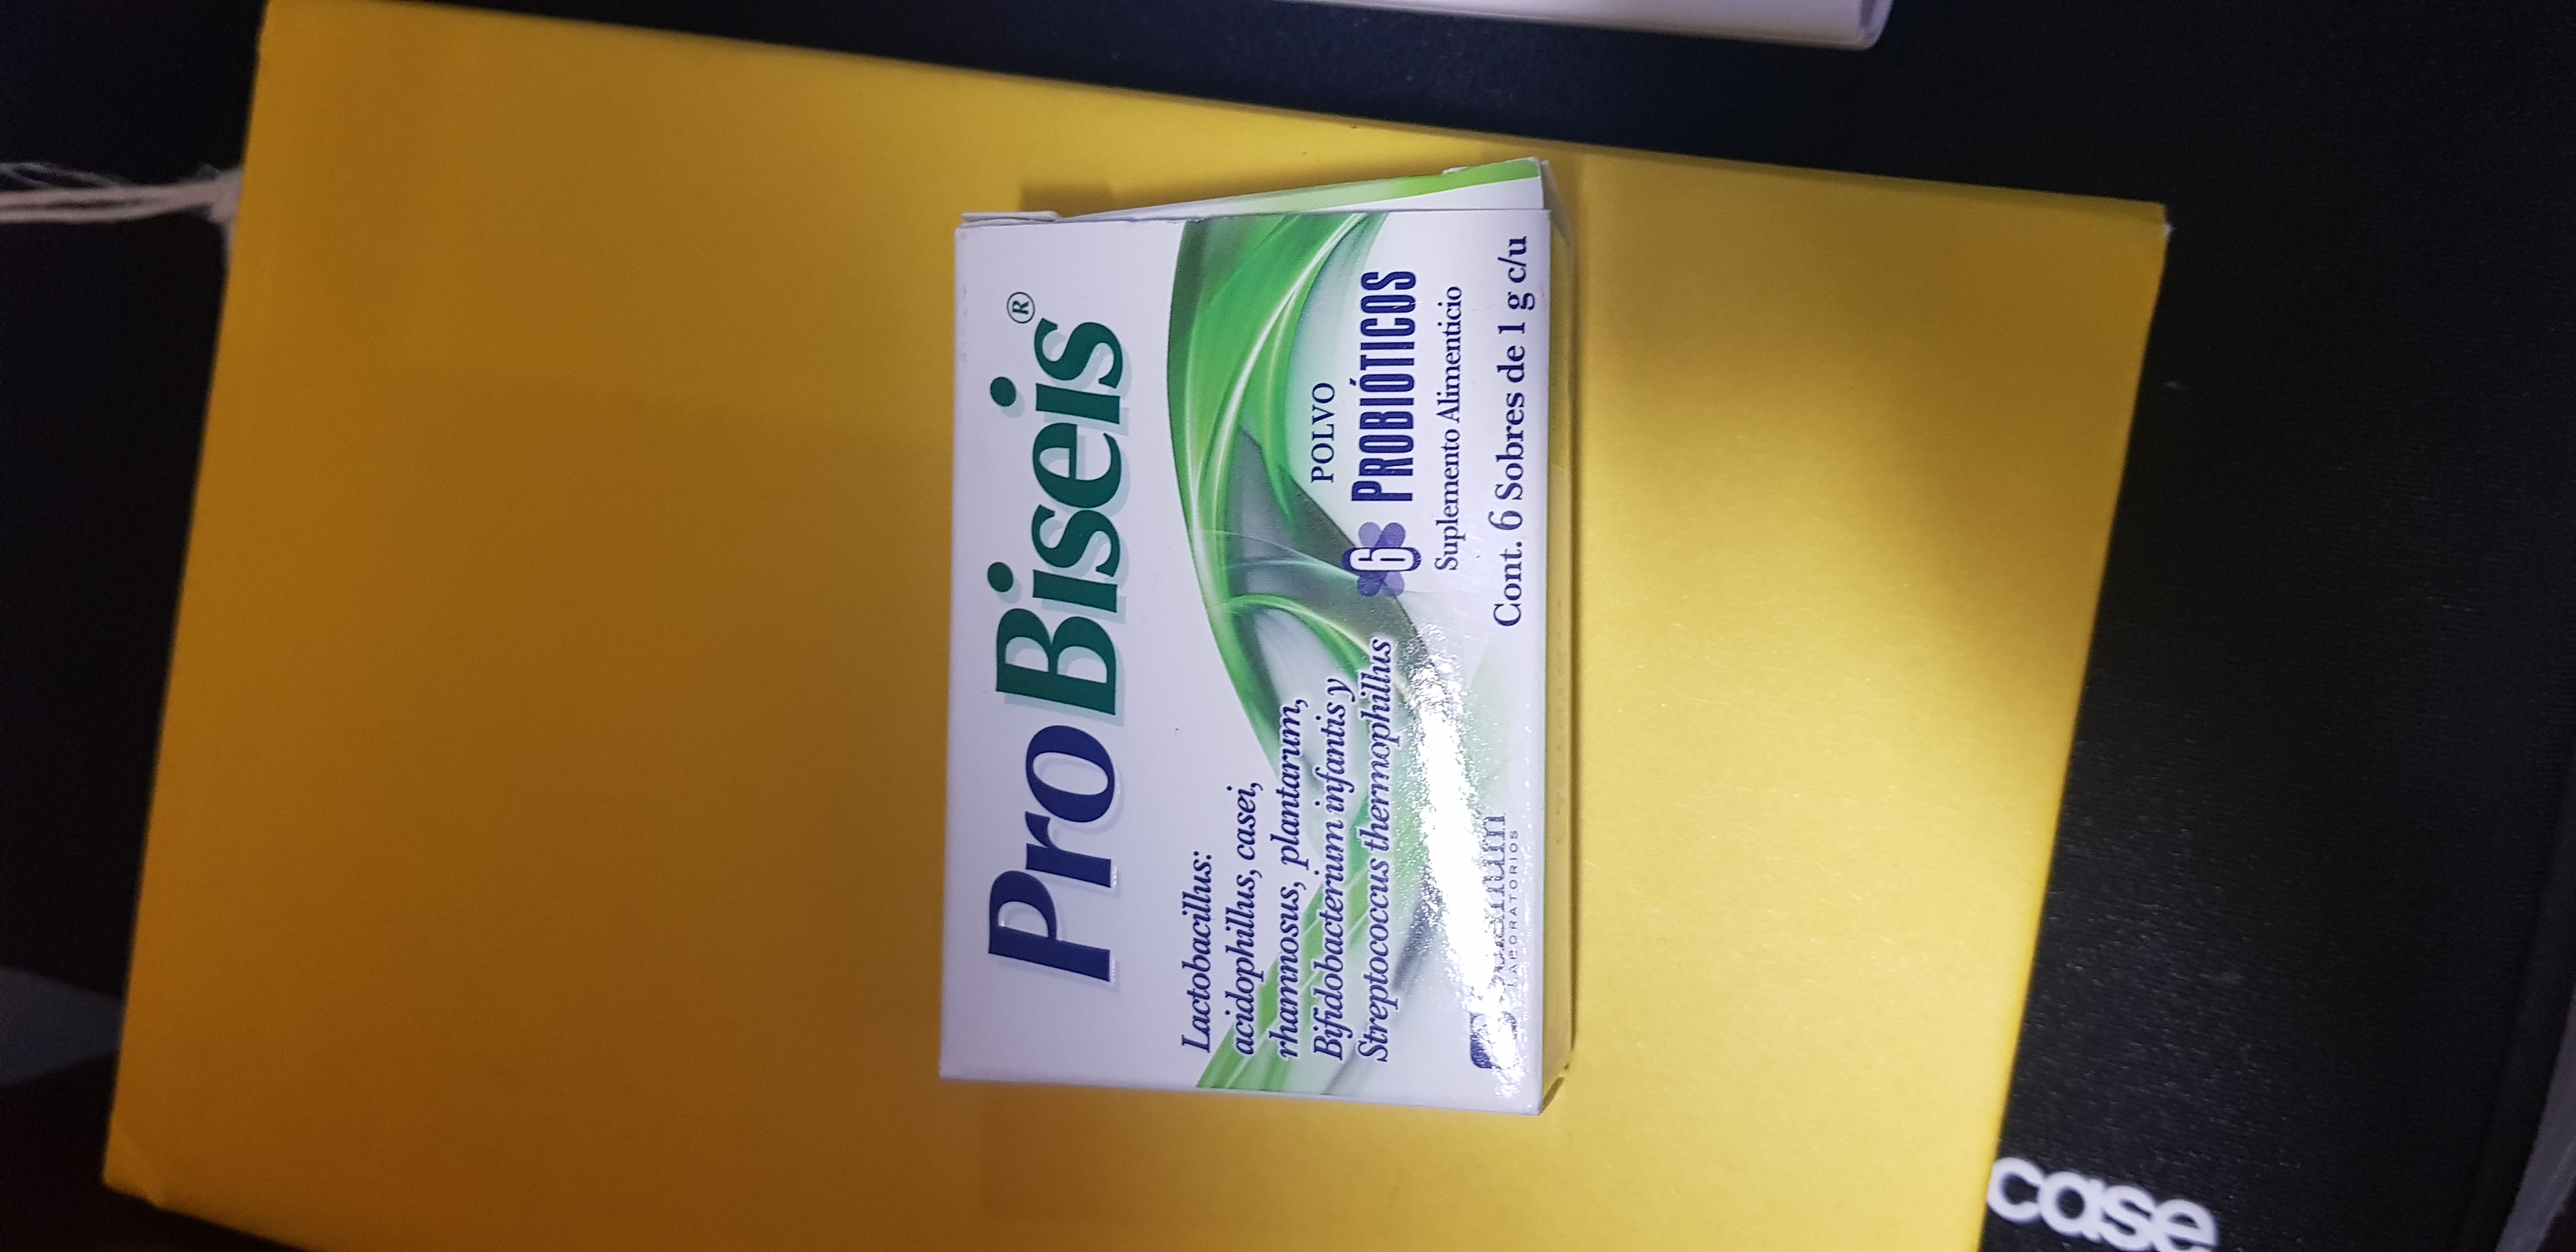 ProBiseis®
Lactobacillus:
acidophillus, casei,
rhamnosus, plantarum,
Bifidobacterium infantis y
Streptococcus thermophillus
POLVO
6 PROBIÓTICOS
Suplemento Alimenticio
LABORATORIOS
Cont. 6 Sobres de 1 g c/u
case